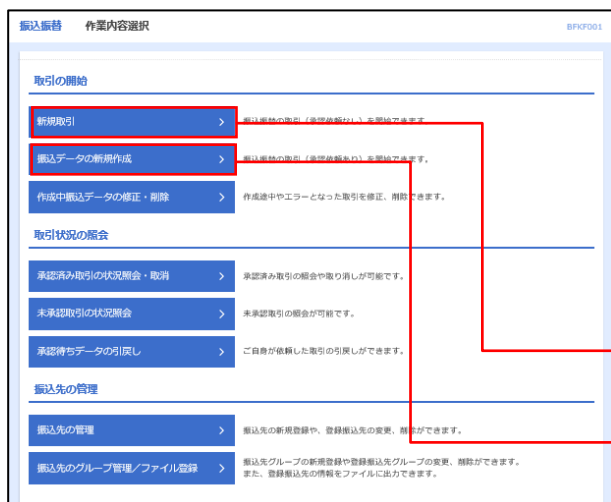 振込振替 作業内容選択 BFKF001
取引の開始
新規取引 > 振込振替の取引（承認依頼なし）を開始できます。
振込データの新規作成 > 振込振替の取引（承認依頼あり）を開始できます。
作成中振込データの修正・削除 > 作成途中やエラーとなった取引を修正、削除できます。
取引状況の照会
承認済み取引の状況照会・取消 > 承認済み取引の照会や取り消しが可能です。
未承認取引の状況照会 > 未承認取引の照会が可能です。
承認待ちデータの引戻し > ご自身が依頼した取引の引戻しができます。
振込先の管理
振込先の管理 > 振込先の新規登録や、登録振込先の変更、削除ができます。
振込先のグループ管理／ファイル登録 > 振込先グループの新規登録や登録振込先グループの変更、削除ができます。
また、登録振込先の情報をファイルに出力できます。